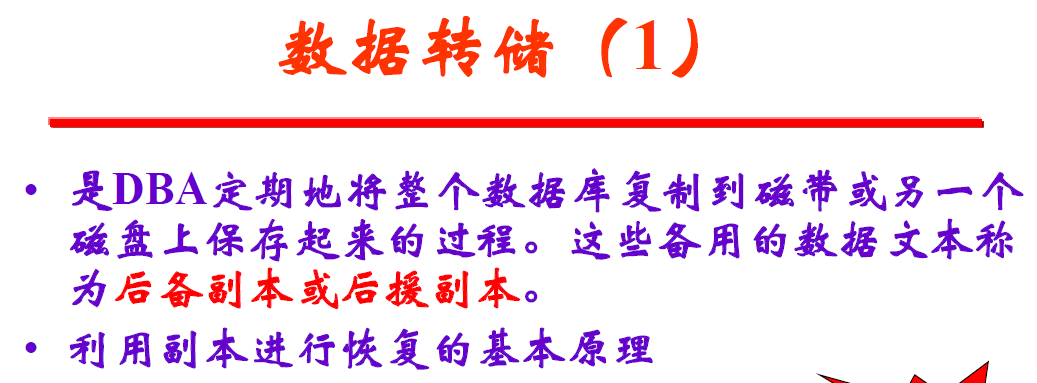 数据转储（1）
• 是DBA定期地将整个数据库复制到磁带或另一个
磁盘上保存起来的过程。这些备用的数据文本称
为后备副本或后援副本。
• 利用副本进行恢复的基本原理